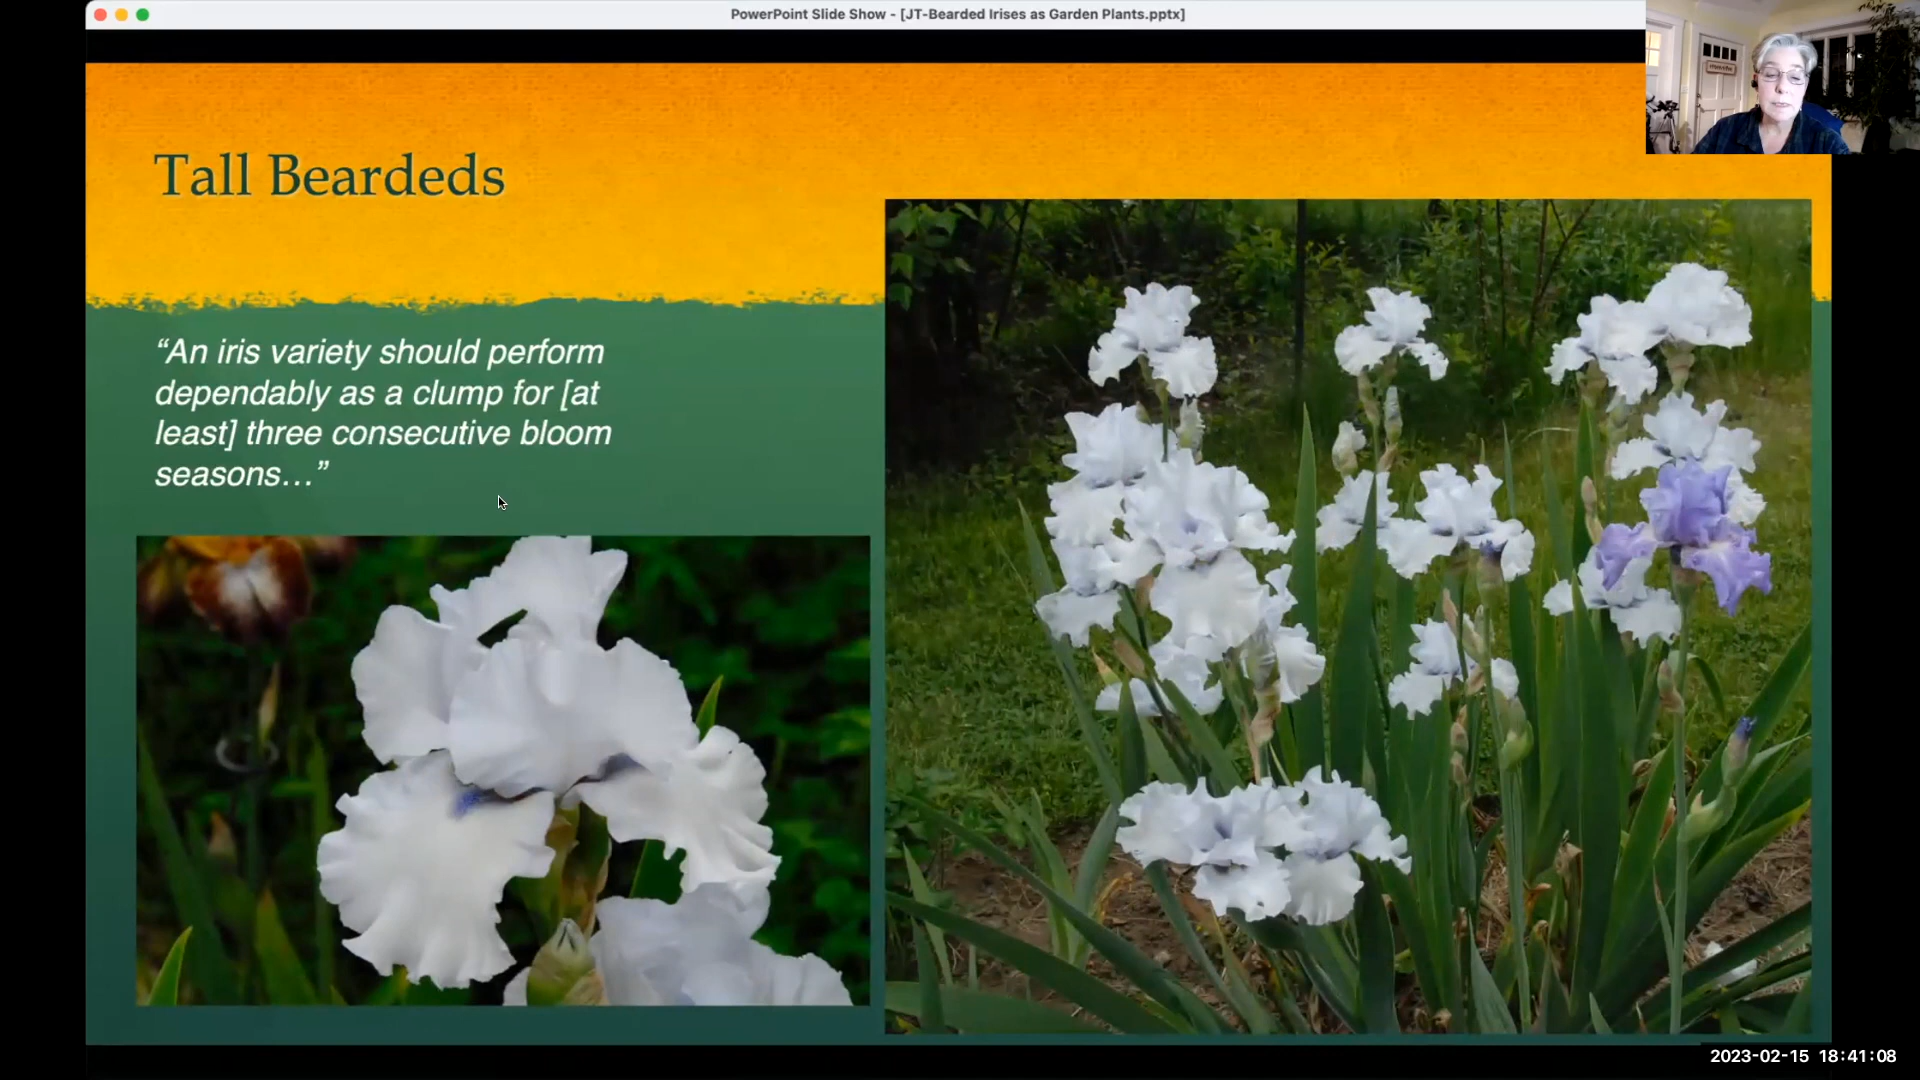 PowerPoint Slide Show - [JT-Bearded Irises as Garden Plants.pptx]
Tall Beardeds
“An iris variety should perform
dependably as a clump for [at
least] three consecutive bloom
seasons…”
2023-02-15 18:41:08